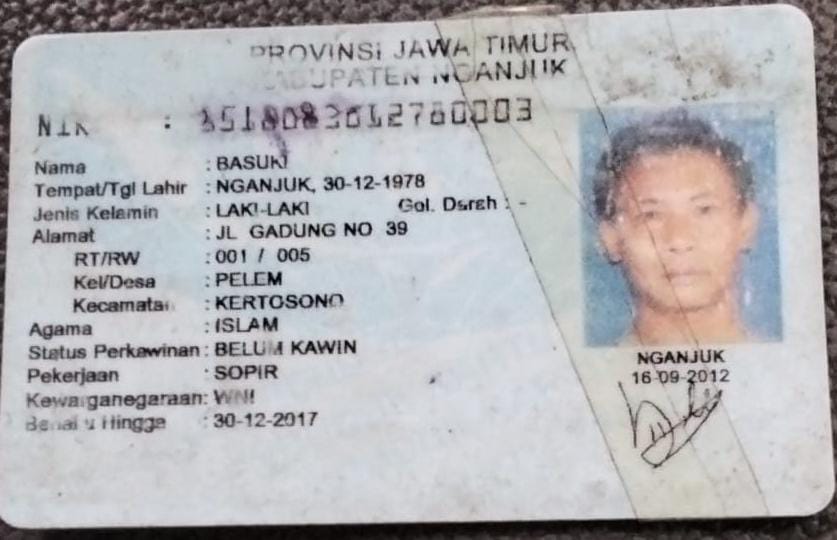 PROVINSI JAWA TIMUR
KABUPATEN NGANJUK
NIK : 3518083012780003
Nama : BASUKI
Tempat/Tgl Lahir : NGANJUK, 30-12-1978
Jenis Kelamin : LAKI-LAKI Gol. Darah : -
Alamat : JL GADUNG NO 39
RT/RW : 001 / 005
Kel/Desa : PELEM
Kecamatan : KERTOSONO
Agama : ISLAM
Status Perkawinan : BELUM KAWIN
Pekerjaan : SOPIR
Kewarganegaraan: WNI
Berlaku Hingga : 30-12-2017
NGANJUK
16-09-2012